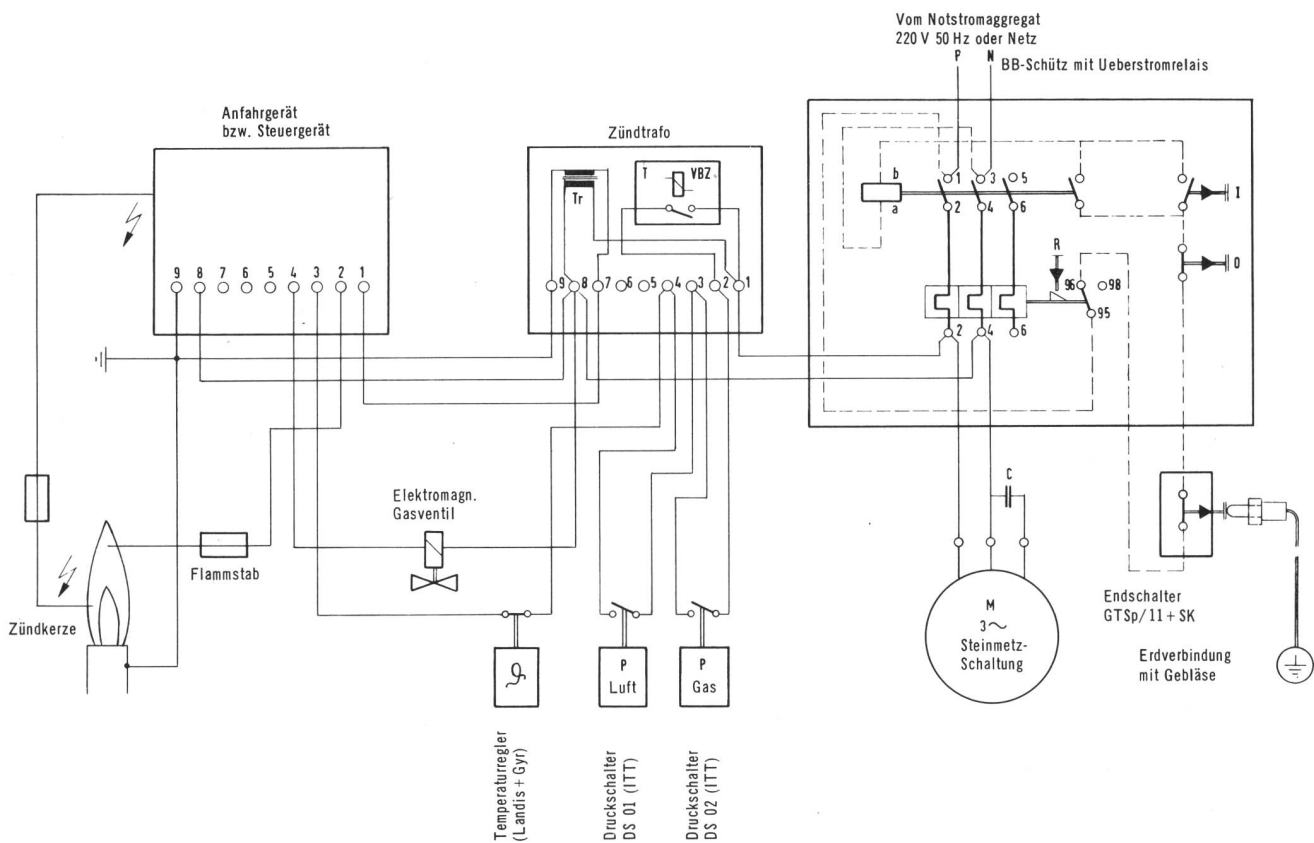 Vom Notstromaggregat
220 V 50 Hz oder Netz
P N
BB-Schütz mit Ueberstromrelais
Anfahrgerät
bzw. Steuergerät
Zündtrafo
T VBZ
Tr
b
a
1 3 5
2 4 6
I
O
R
96 98
95
2 4 6
9 8 7 6 5 4 3 2 1
9 8 7 6 5 4 3 2 1
C
Elektromagn.
Gasventil
Flammstab
Zündkerze
ϑ
P
Luft
P
Gas
M
3~
Steinmetz-
Schaltung
Endschalter
GTSp/11 + SK
Erdverbindung
mit Gebläse
Temperaturregler
(Landis + Gyr)
Druckschalter
DS 01 (ITT)
Druckschalter
DS 02 (ITT)